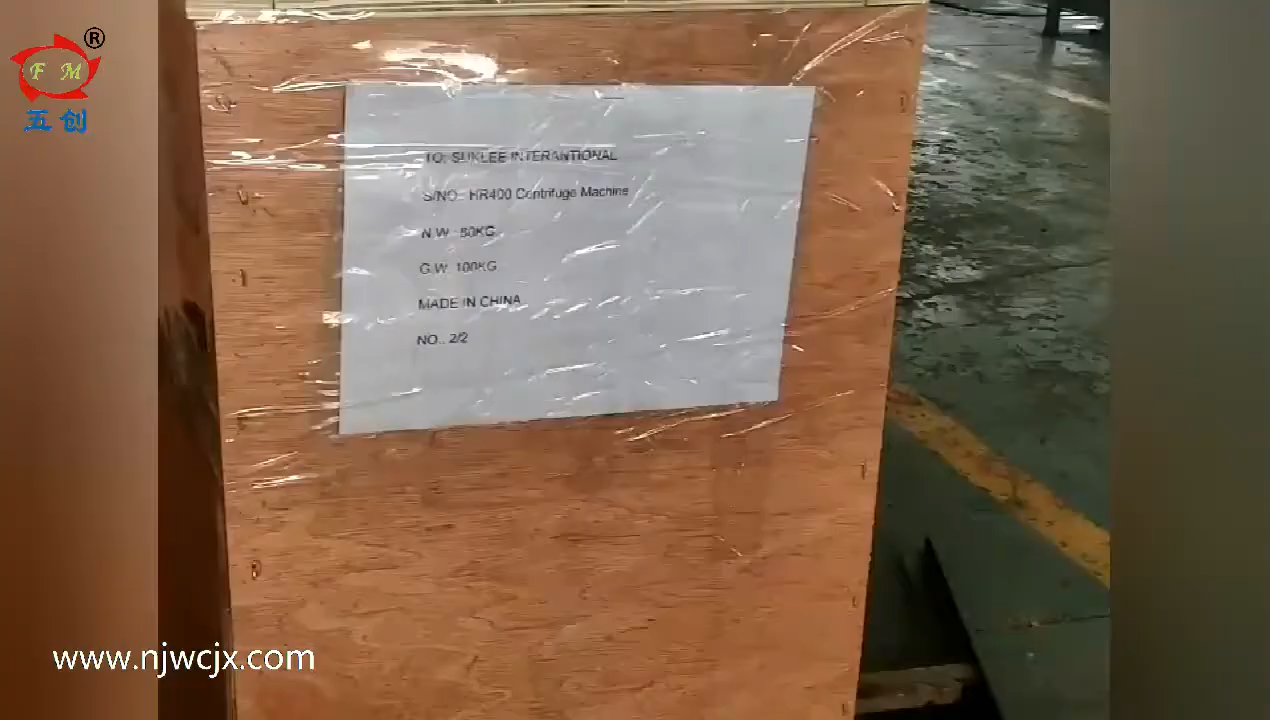 ®
F M
五创
TO: SUKLEE INTERANTIONAL
S/NO.: HR400 Centrifuge Machine
N.W.: 80KG
G.W. 100KG
MADE IN CHINA
NO.: 2/2
www.njwcjx.com